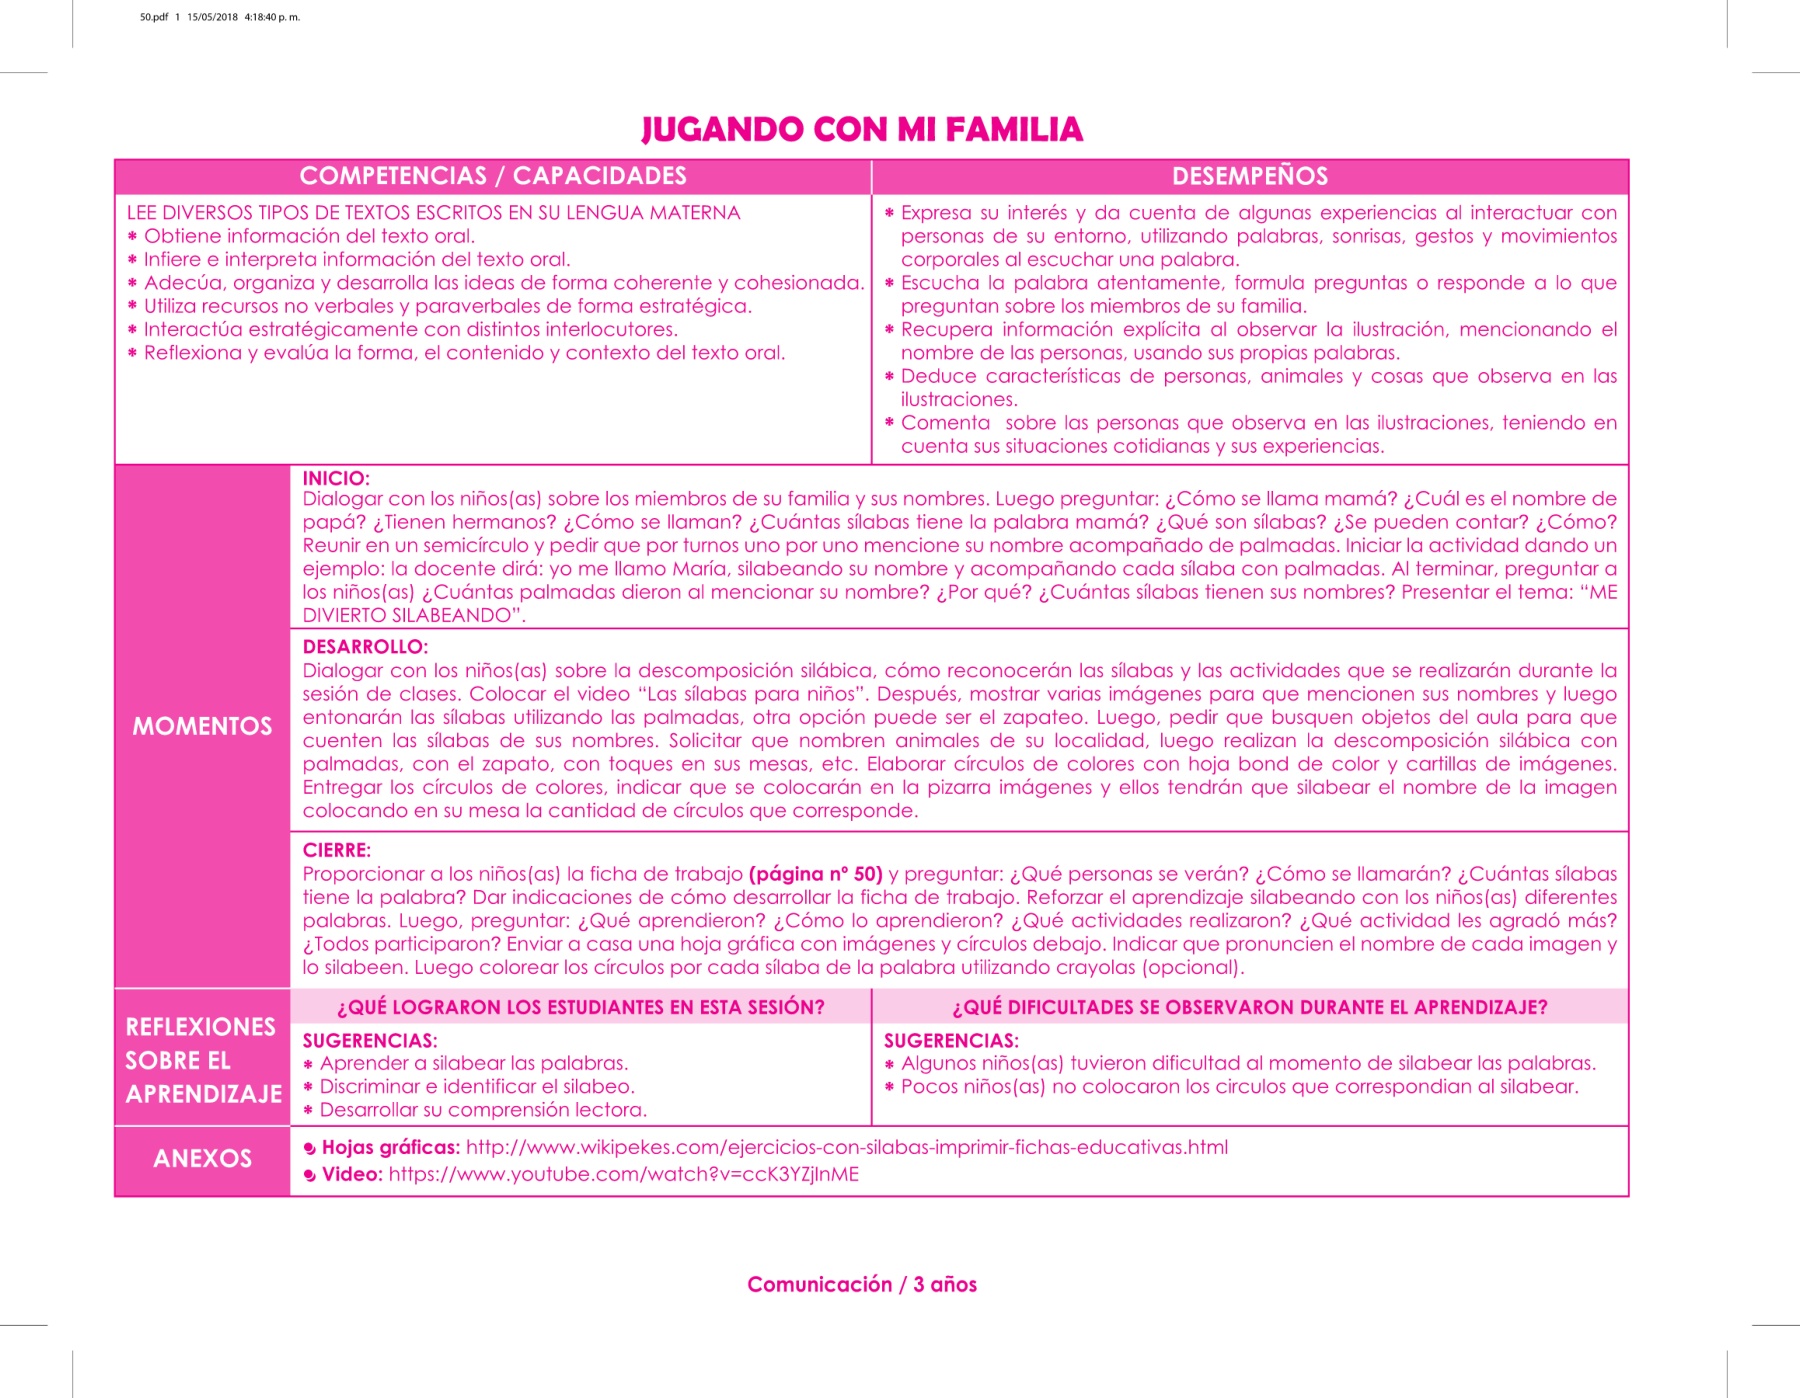 50.pdf 1 15/05/2018 4:18:40 p. m.
JUGANDO CON MI FAMILIA
COMPETENCIAS / CAPACIDADES
LEE DIVERSOS TIPOS DE TEXTOS ESCRITOS EN SU LENGUA MATERNA
* Obtiene información del texto oral.
* Infiere e interpreta información del texto oral.
* Adecúa, organiza y desarrolla las ideas de forma coherente y cohesionada.
* Utiliza recursos no verbales y paraverbales de forma estratégica.
* Interactúa estratégicamente con distintos interlocutores.
* Reflexiona y evalúa la forma, el contenido y contexto del texto oral.
DESEMPEÑOS
* Expresa su interés y da cuenta de algunas experiencias al interactuar con
personas de su entorno, utilizando palabras, sonrisas, gestos y movimientos
corporales al escuchar una palabra.
* Escucha la palabra atentamente, formula preguntas o responde a lo que
preguntan sobre los miembros de su familia.
* Recupera información explícita al observar la ilustración, mencionando el
nombre de las personas, usando sus propias palabras.
* Deduce características de personas, animales y cosas que observa en las
ilustraciones.
* Comenta sobre las personas que observa en las ilustraciones, teniendo en
cuenta sus situaciones cotidianas y sus experiencias.
MOMENTOS
INICIO:
Dialogar con los niños(as) sobre los miembros de su familia y sus nombres. Luego preguntar: ¿Cómo se llama mamá? ¿Cuál es el nombre de
papá? ¿Tienen hermanos? ¿Cómo se llaman? ¿Cuántas sílabas tiene la palabra mamá? ¿Qué son sílabas? ¿Se pueden contar? ¿Cómo?
Reunir en un semicírculo y pedir que por turnos uno por uno mencione su nombre acompañado de palmadas. Iniciar la actividad dando un
ejemplo: la docente dirá: yo me llamo María, silabeando su nombre y acompañando cada sílaba con palmadas. Al terminar, preguntar a
los niños(as) ¿Cuántas palmadas dieron al mencionar su nombre? ¿Por qué? ¿Cuántas sílabas tienen sus nombres? Presentar el tema: “ME
DIVIERTO SILABEANDO”.
DESARROLLO:
Dialogar con los niños(as) sobre la descomposición silábica, cómo reconocerán las sílabas y las actividades que se realizarán durante la
sesión de clases. Colocar el video “Las sílabas para niños”. Después, mostrar varias imágenes para que mencionen sus nombres y luego
entonarán las sílabas utilizando las palmadas, otra opción puede ser el zapateo. Luego, pedir que busquen objetos del aula para que
cuenten las sílabas de sus nombres. Solicitar que nombren animales de su localidad, luego realizan la descomposición silábica con
palmadas, con el zapato, con toques en sus mesas, etc. Elaborar círculos de colores con hoja bond de color y cartillas de imágenes.
Entregar los círculos de colores, indicar que se colocarán en la pizarra imágenes y ellos tendrán que silabear el nombre de la imagen
colocando en su mesa la cantidad de círculos que corresponde.
CIERRE:
Proporcionar a los niños(as) la ficha de trabajo (página nº 50) y preguntar: ¿Qué personas se verán? ¿Cómo se llamarán? ¿Cuántas sílabas
tiene la palabra? Dar indicaciones de cómo desarrollar la ficha de trabajo. Reforzar el aprendizaje silabeando con los niños(as) diferentes
palabras. Luego, preguntar: ¿Qué aprendieron? ¿Cómo lo aprendieron? ¿Qué actividades realizaron? ¿Qué actividad les agradó más?
¿Todos participaron? Enviar a casa una hoja gráfica con imágenes y círculos debajo. Indicar que pronuncien el nombre de cada imagen y
lo silabeen. Luego colorear los círculos por cada sílaba de la palabra utilizando crayolas (opcional).
REFLEXIONES
SOBRE EL
APRENDIZAJE
¿QUÉ LOGRARON LOS ESTUDIANTES EN ESTA SESIÓN?
SUGERENCIAS:
* Aprender a silabear las palabras.
* Discriminar e identificar el silabeo.
* Desarrollar su comprensión lectora.
¿QUÉ DIFICULTADES SE OBSERVARON DURANTE EL APRENDIZAJE?
SUGERENCIAS:
* Algunos niños(as) tuvieron dificultad al momento de silabear las palabras.
* Pocos niños(as) no colocaron los circulos que correspondian al silabear.
ANEXOS
Hojas gráficas: http://www.wikipekes.com/ejercicios-con-silabas-imprimir-fichas-educativas.html
Video: https://www.youtube.com/watch?v=ccK3YZjlnME
Comunicación / 3 años